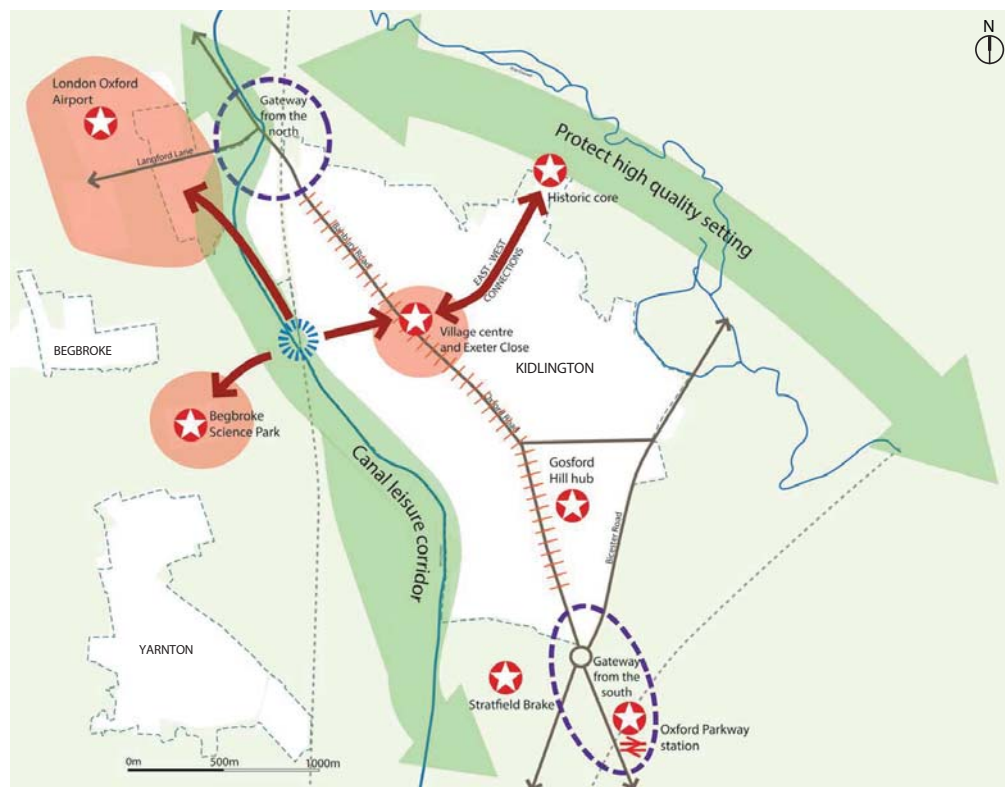 N
London Oxford
Airport
Gateway
from the
north
Langford Lane
Protect high quality setting
Historic core
Banbury Road
EAST - WEST
CONNECTIONS
Village centre
and Exeter Close
BEGBROKE
KIDLINGTON
Oxford Road
Begbroke
Science Park
Gosford
Hill hub
Canal leisure corridor
Bicester Road
YARNTON
Gateway
from the
south
Stratfield Brake
Oxford Parkway
station
0m 500m 1000m